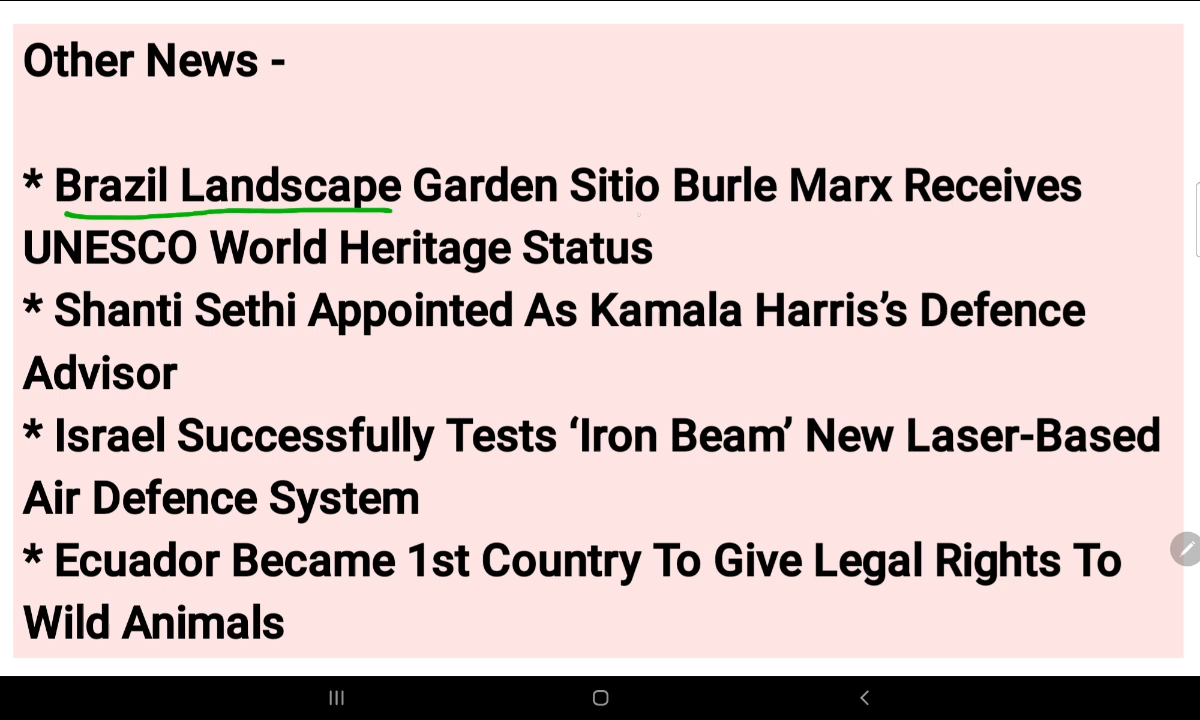 Other News -
* Brazil Landscape Garden Sitio Burle Marx Receives
UNESCO World Heritage Status
* Shanti Sethi Appointed As Kamala Harris’s Defence
Advisor
* Israel Successfully Tests ‘Iron Beam’ New Laser-Based
Air Defence System
* Ecuador Became 1st Country To Give Legal Rights To
Wild Animals